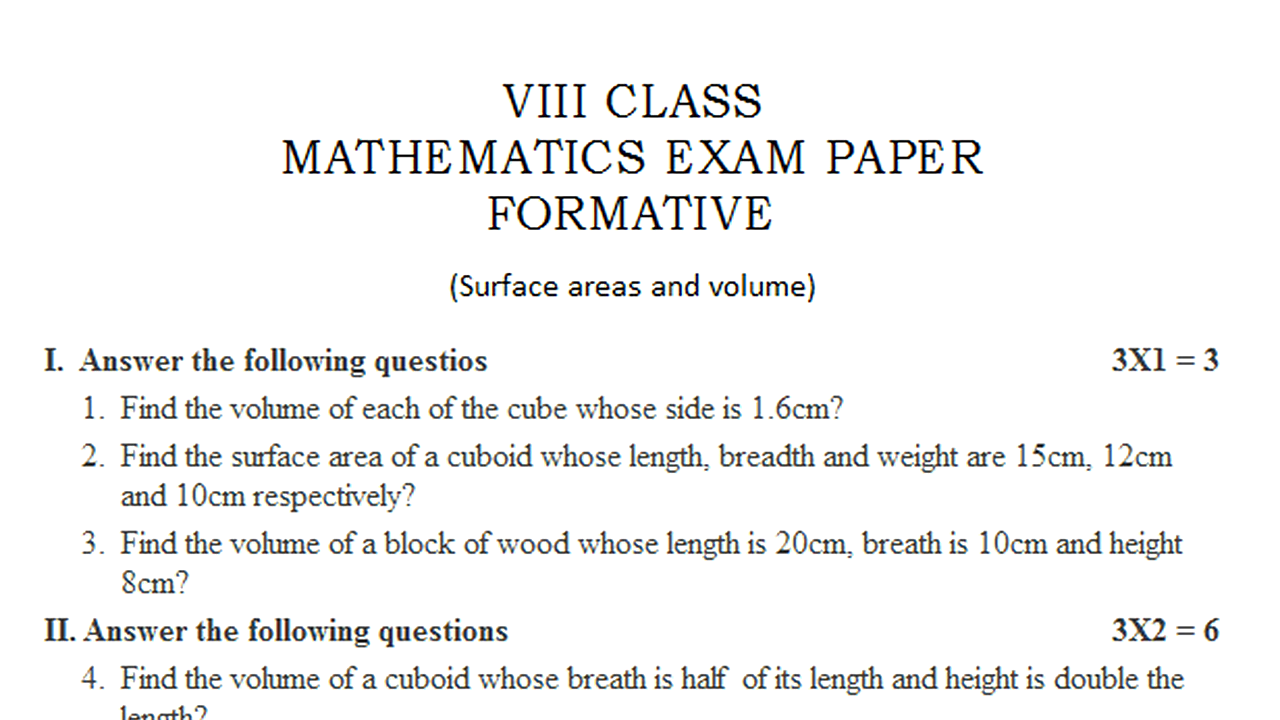 VIII CLASS
MATHEMATICS EXAM PAPER
FORMATIVE
(Surface areas and volume)
I. Answer the following questios 3X1 = 3
1. Find the volume of each of the cube whose side is 1.6cm?
2. Find the surface area of a cuboid whose length, breadth and weight are 15cm, 12cm
and 10cm respectively?
3. Find the volume of a block of wood whose length is 20cm, breath is 10cm and height
8cm?
II. Answer the following questions 3X2 = 6
4. Find the volume of a cuboid whose breath is half of its length and height is double the
length?